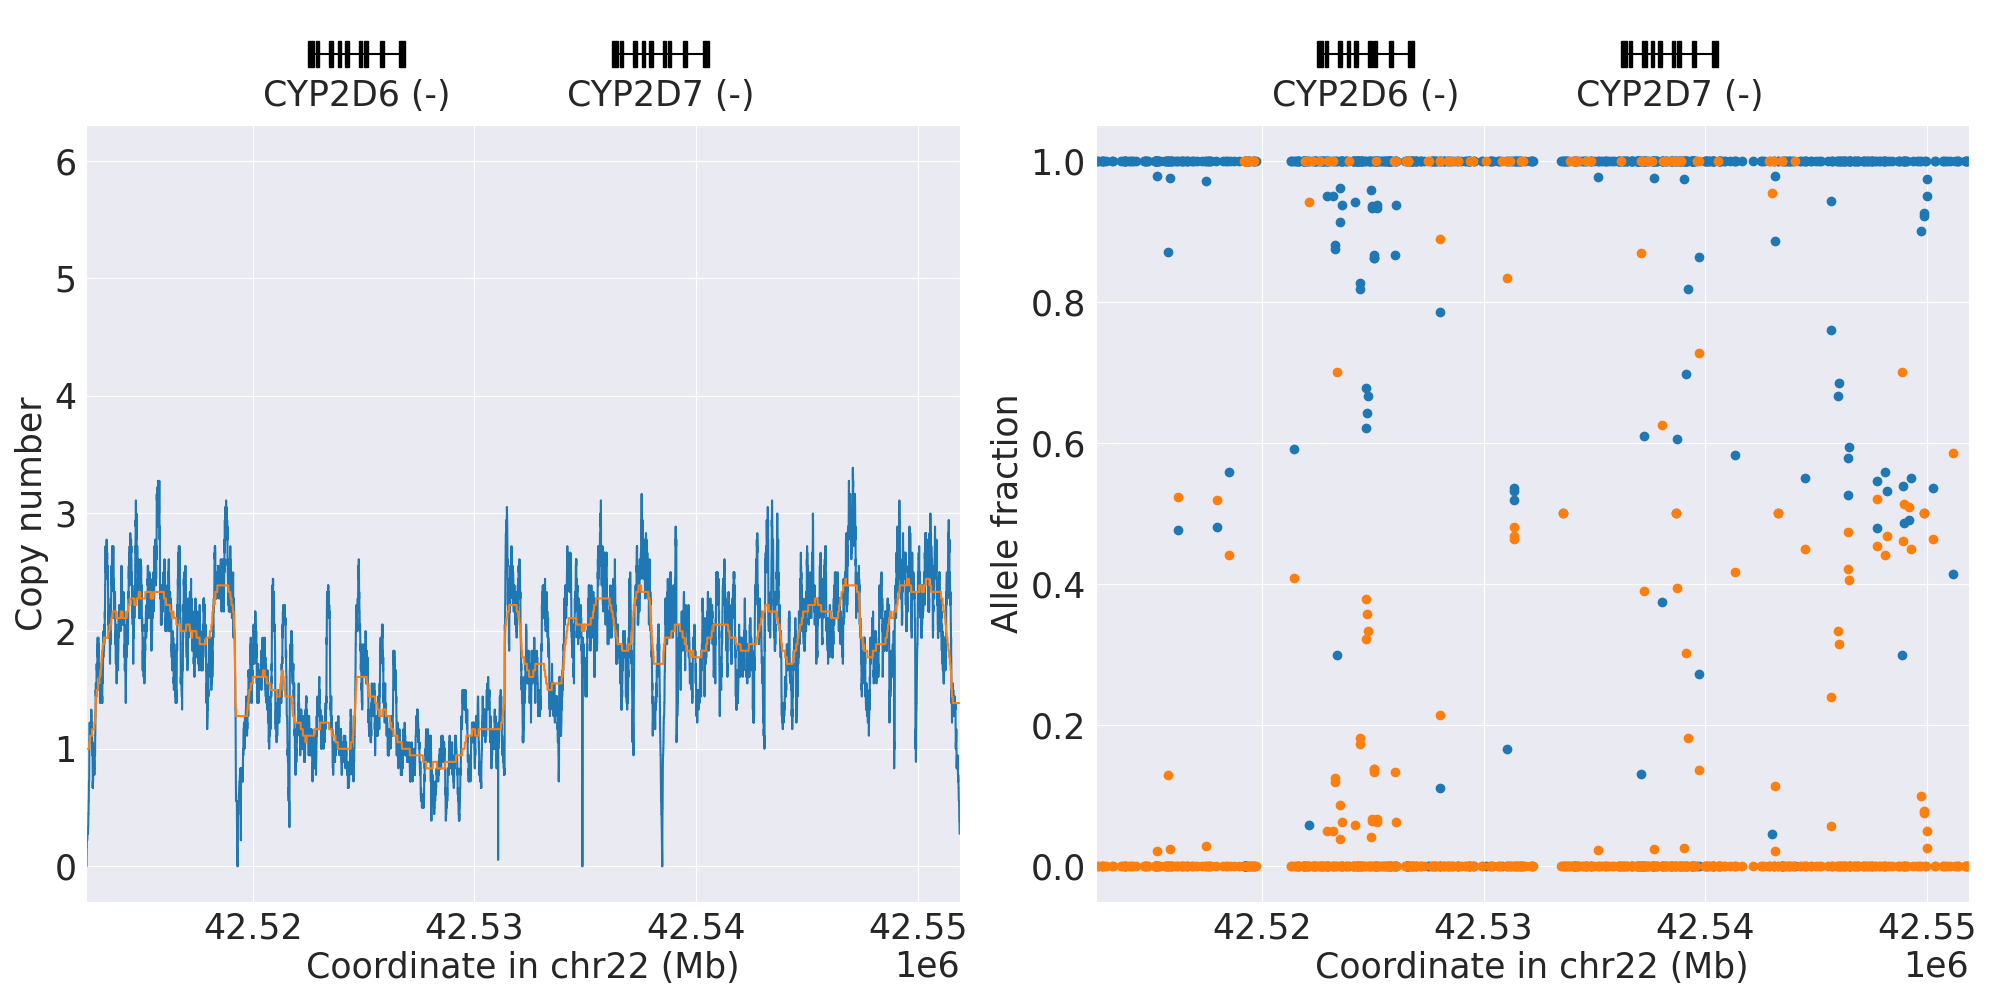 CYP2D6 (-) CYP2D7 (-)
6
5
4
3
2
1
0
Copy number
42.52 42.53 42.54 42.55
Coordinate in chr22 (Mb) 1e6
CYP2D6 (-) CYP2D7 (-)
1.0
0.8
0.6
0.4
0.2
0.0
Allele fraction
42.52 42.53 42.54 42.55
Coordinate in chr22 (Mb) 1e6